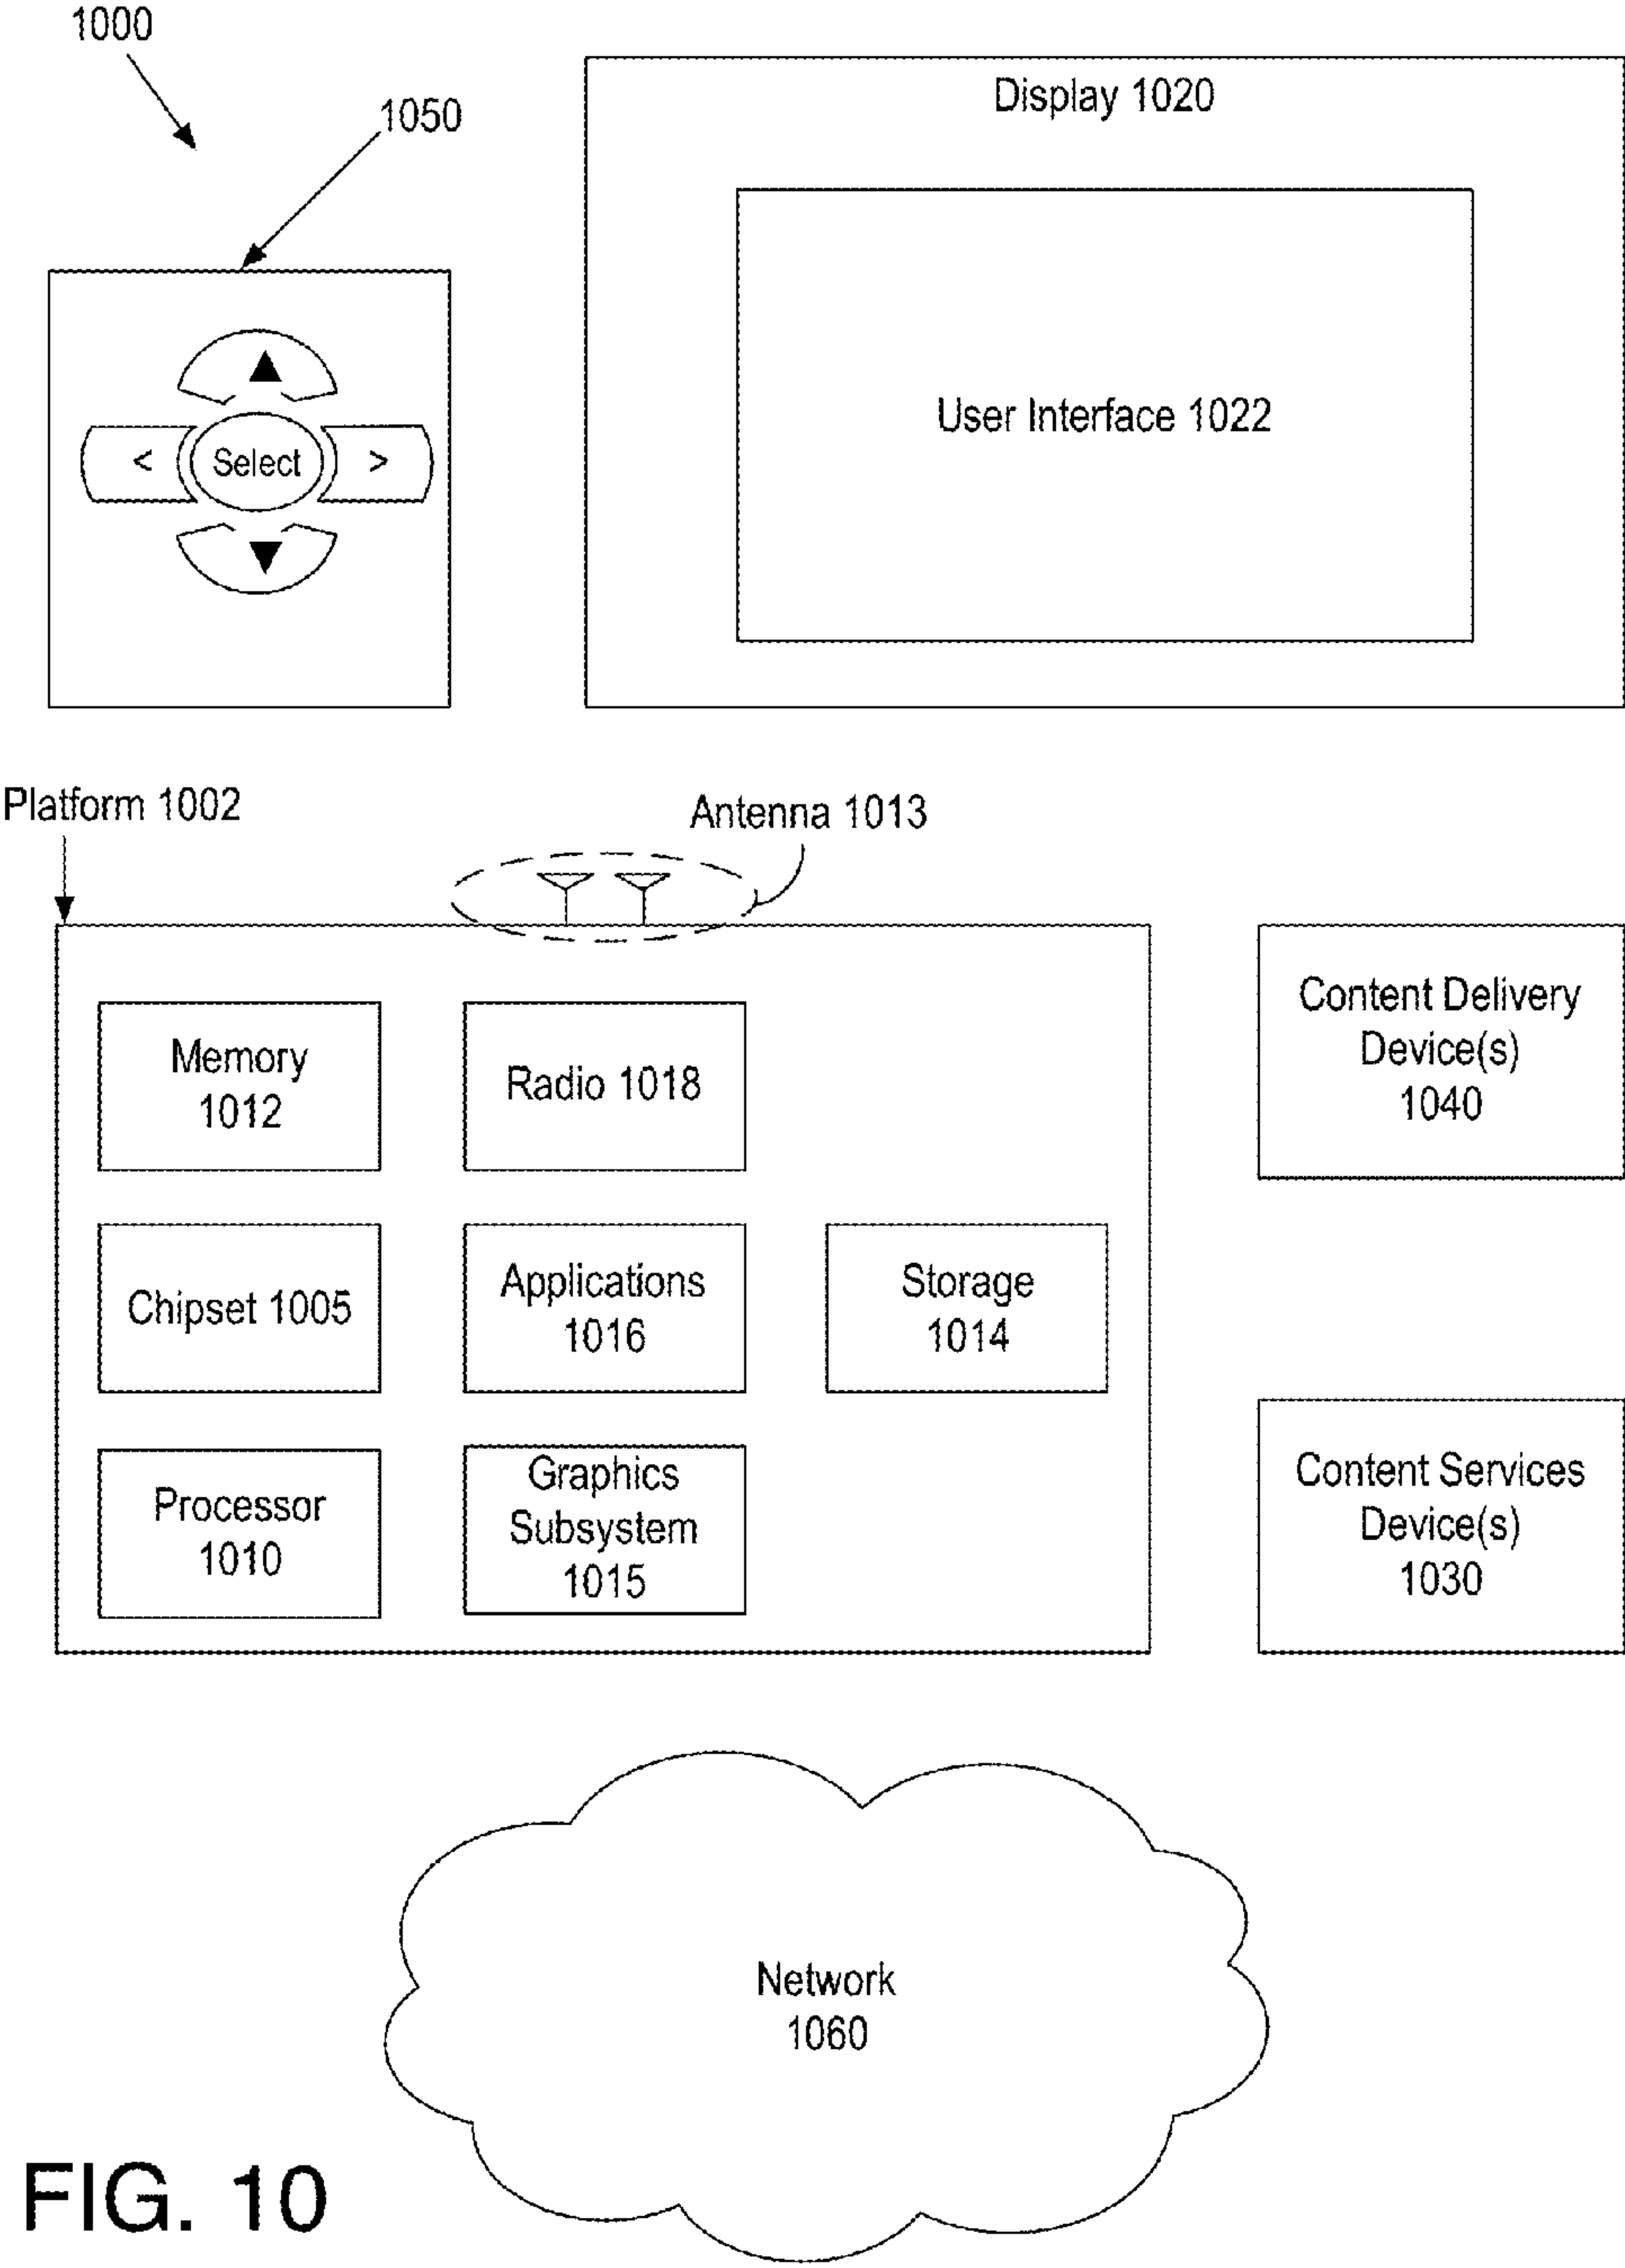 1000
1050
Display 1020
User Interface 1022
<
Select
>
Platform 1002
Antenna 1013
Memory
1012
Radio 1018
Content Delivery
Device(s)
1040
Chipset 1005
Applications
1016
Storage
1014
Processor
1010
Graphics
Subsystem
1015
Content Services
Device(s)
1030
Network
1060
FIG. 10